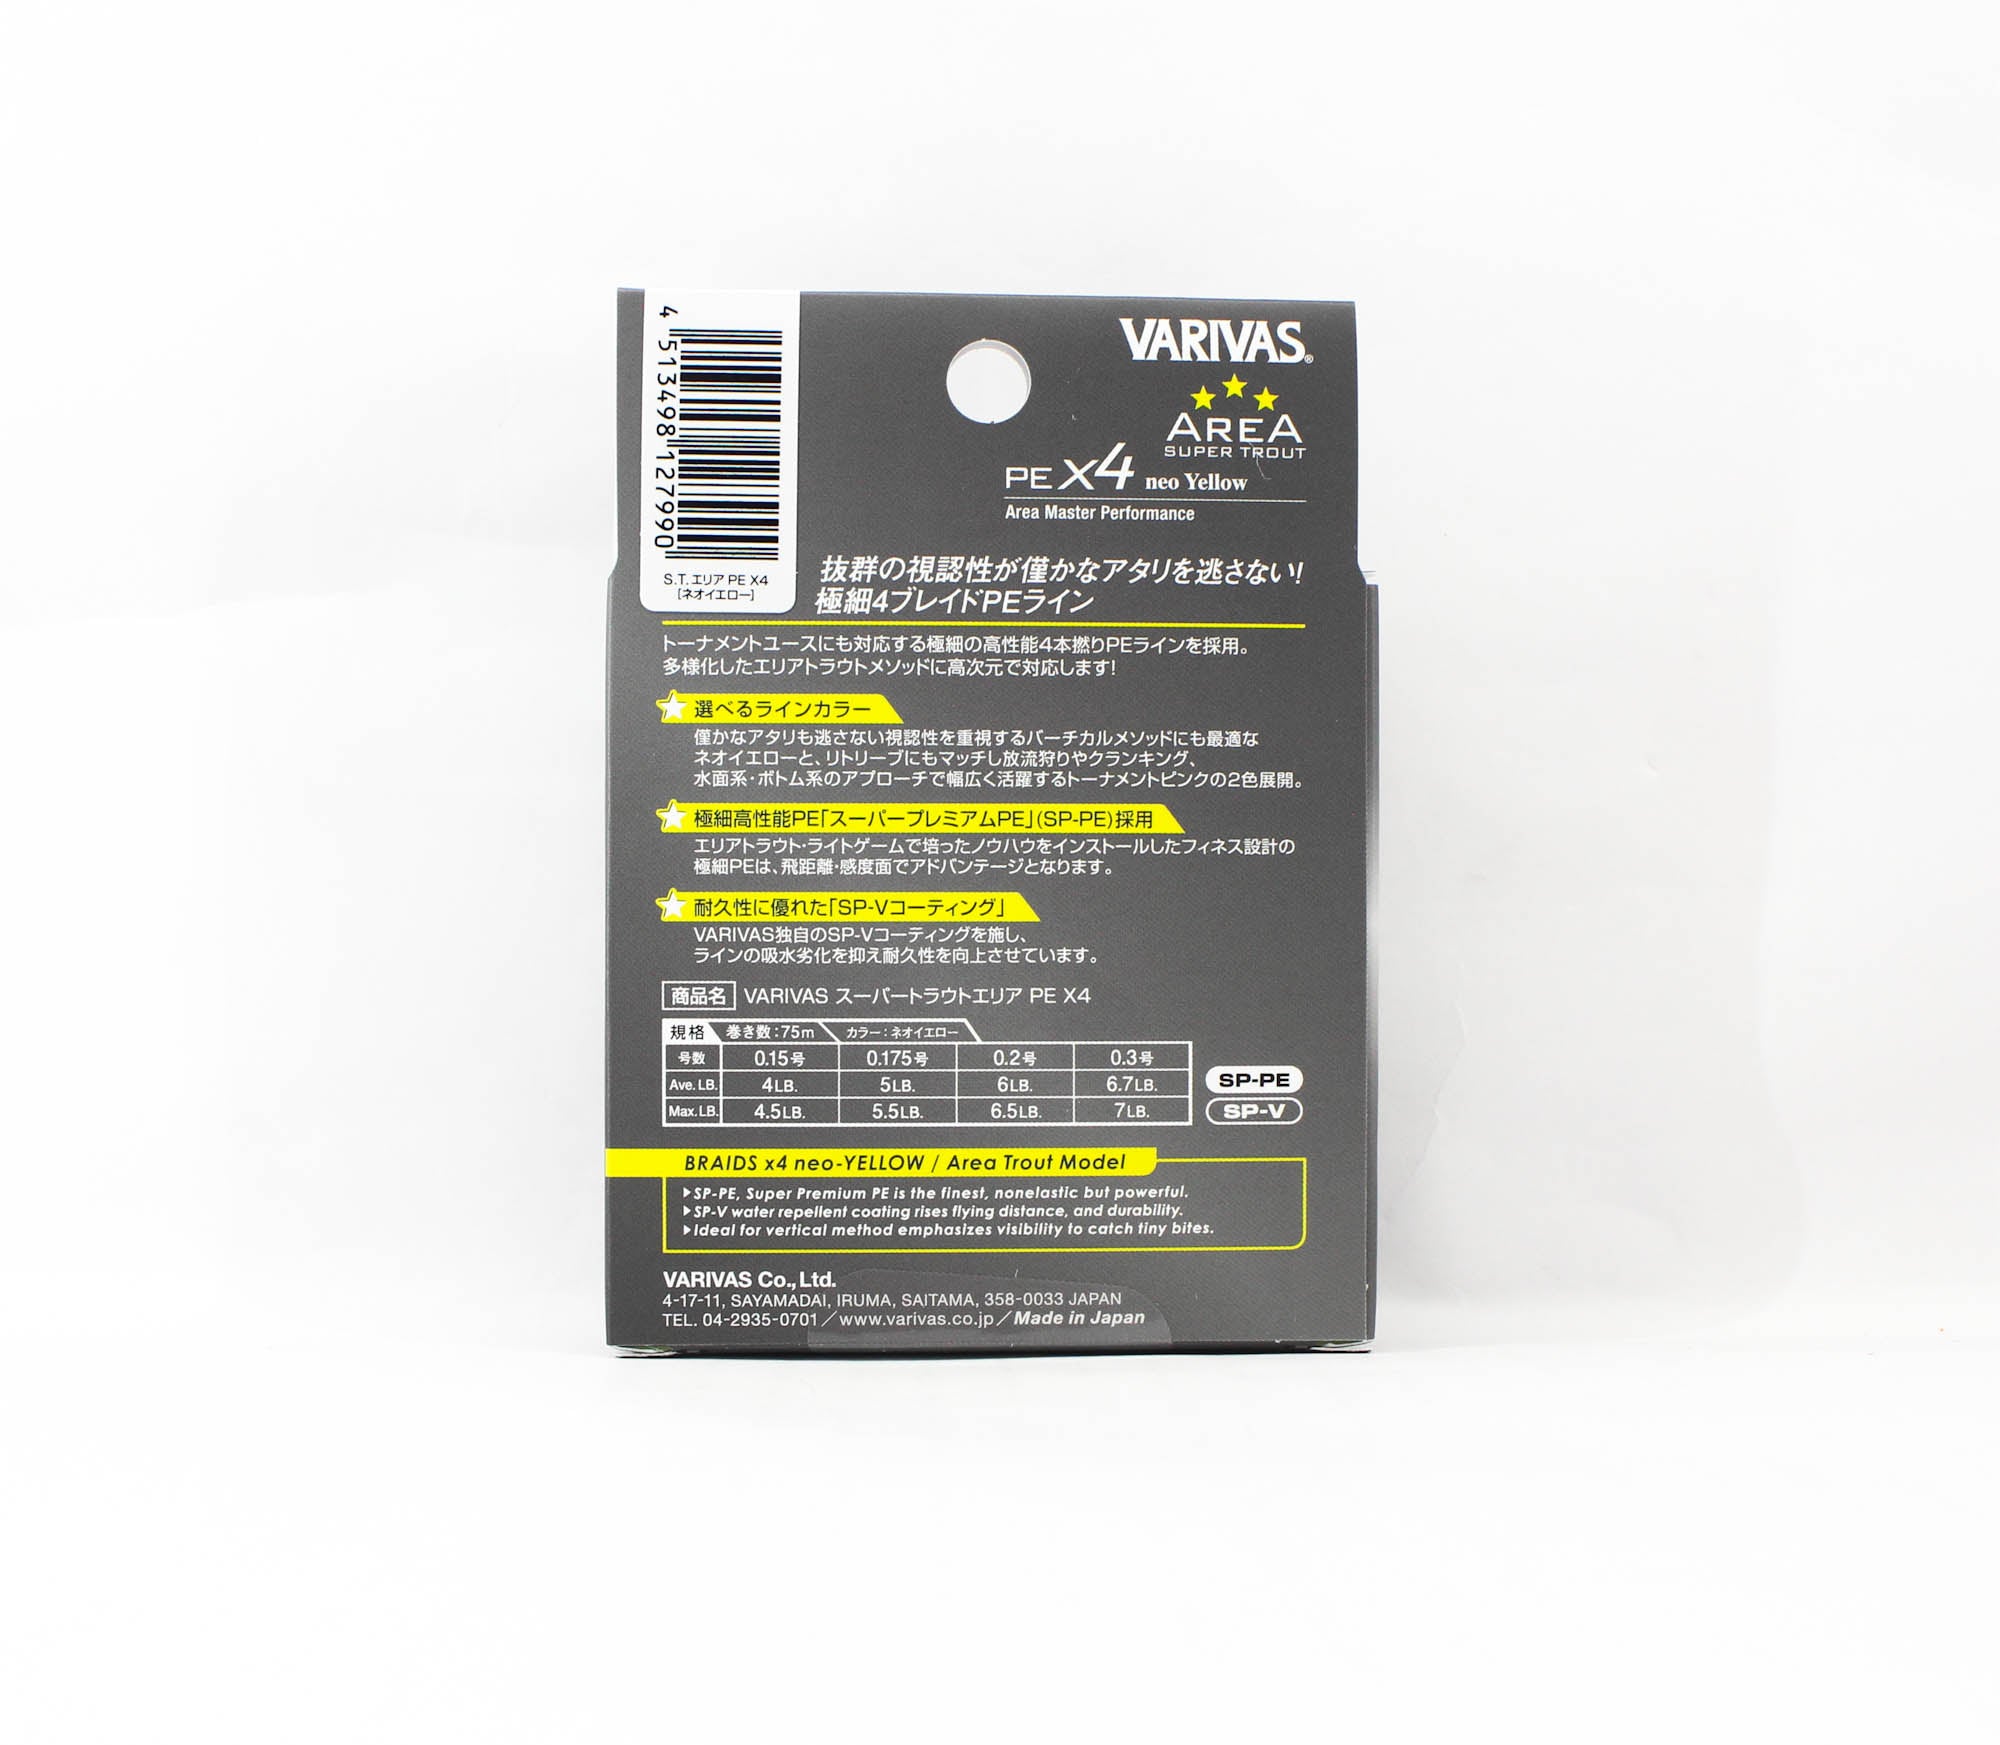 4 513498 127990
S.T. エリア PE X4
[ネオイエロー]
VARIVAS®
AREA
SUPER TROUT
PE X4 neo Yellow
Area Master Performance
抜群の視認性が僅かなアタリを逃さない!
極細4ブレイドPEライン
トーナメントユースにも対応する極細の高性能4本撚りPEラインを採用。
多様化したエリアトラウトメソッドに高次元で対応します!
選べるラインカラー
僅かなアタリも逃さない視認性を重視するバーチカルメソッドにも最適な
ネオイエローと、リトリーブにもマッチし放流狩りやクランキング、
水面系・ボトム系のアプローチで幅広く活躍するトーナメントピンクの2色展開。
極細高性能PE「スーパープレミアムPE」(SP-PE)採用
エリアトラウト・ライトゲームで培ったノウハウをインストールしたフィネス設計の
極細PEは、飛距離・感度面でアドバンテージとなります。
耐久性に優れた「SP-Vコーティング」
VARIVAS独自のSP-Vコーティングを施し、
ラインの吸水劣化を抑え耐久性を向上させています。
商品名 VARIVAS スーパートラウトエリア PE X4
規格 巻き数:75m カラー:ネオイエロー
号数 0.15号 0.175号 0.2号 0.3号
Ave.LB. 4LB. 5LB. 6LB. 6.7LB.
Max.LB. 4.5LB. 5.5LB. 6.5LB. 7LB.
SP-PE
SP-V
BRAIDS x4 neo-YELLOW / Area Trout Model
SP-PE, Super Premium PE is the finest, nonelastic but powerful.
SP-V water repellent coating rises flying distance, and durability.
Ideal for vertical method emphasizes visibility to catch tiny bites.
VARIVAS Co., Ltd.
4-17-11, SAYAMADAI, IRUMA, SAITAMA, 358-0033 JAPAN
TEL. 04-2935-0701／www.varivas.co.jp／Made in Japan